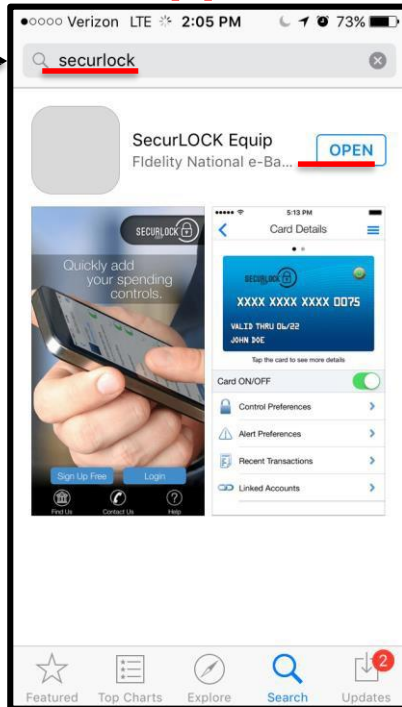 Verizon LTE 2:05 PM 73%
securlock
SecurLOCK Equip
FIdelity National e-Ba...
OPEN
SECURLOCK
Quickly add
your spending
controls.
Sign Up Free Login
Find Us Contact Us Help
5:13 PM
Card Details
SECURLOCK
XXXX XXXX XXXX 0075
VALID THRU 06/22
JOHN DOE
Tap the card to see more details
Card ON/OFF
Control Preferences
Alert Preferences
Recent Transactions
Linked Accounts
2
Featured Top Charts Explore Search Updates